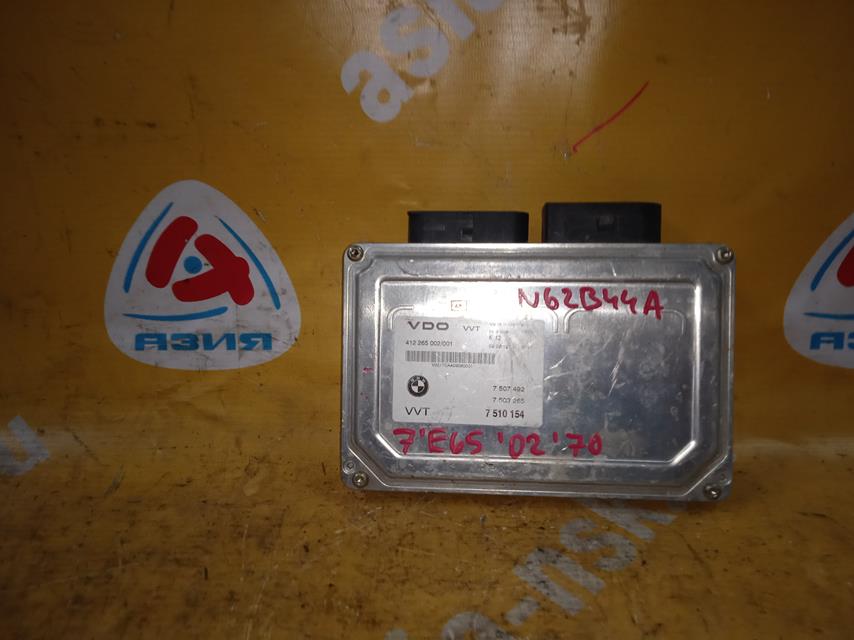 N62B44A
VDO VVT
412 265 002/001
7 507 492
7 503 265
VVT 7 510 154
7'E65 '02 '70
АЗИЯ
АЗИЯ